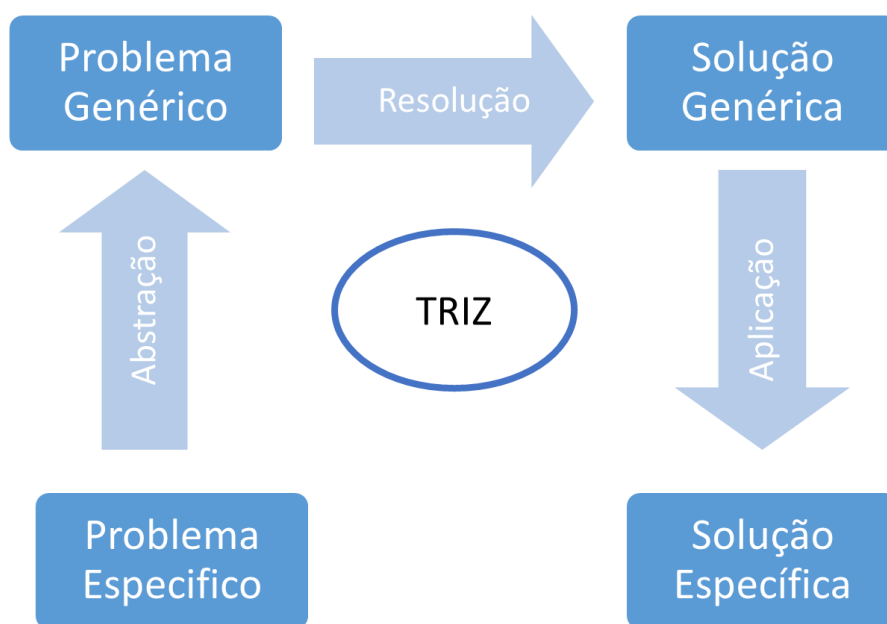 Problema
Genérico
Resolução
Solução
Genérica
Abstração
TRIZ
Aplicação
Problema
Especifico
Solução
Específica